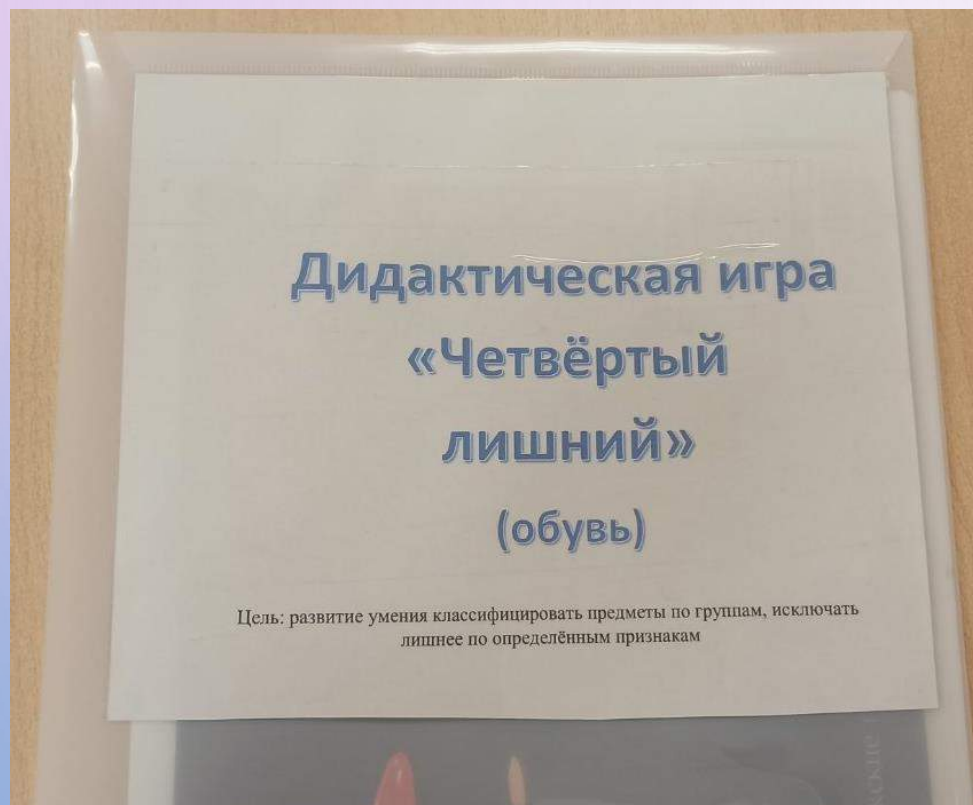 Дидактическая игра
«Четвёртый
лишний»
(обувь)
Цель: развитие умения классифицировать предметы по группам, исключать
лишнее по определённым признакам